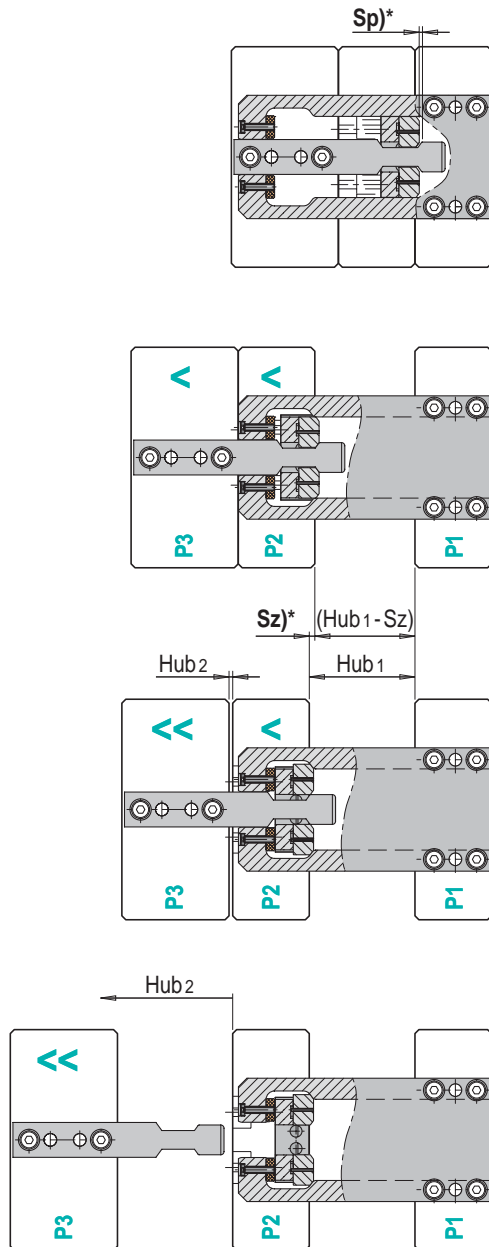 Sp)*
P3 P2 P1
Sz)* (Hub1 - Sz)
Hub2 Hub1
P3 P2 P1
Hub2
P3 P2 P1